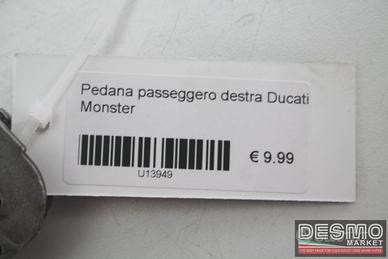 Pedana passeggero destra Ducati
Monster
€ 9.99
U13949
DESMO
MARKET